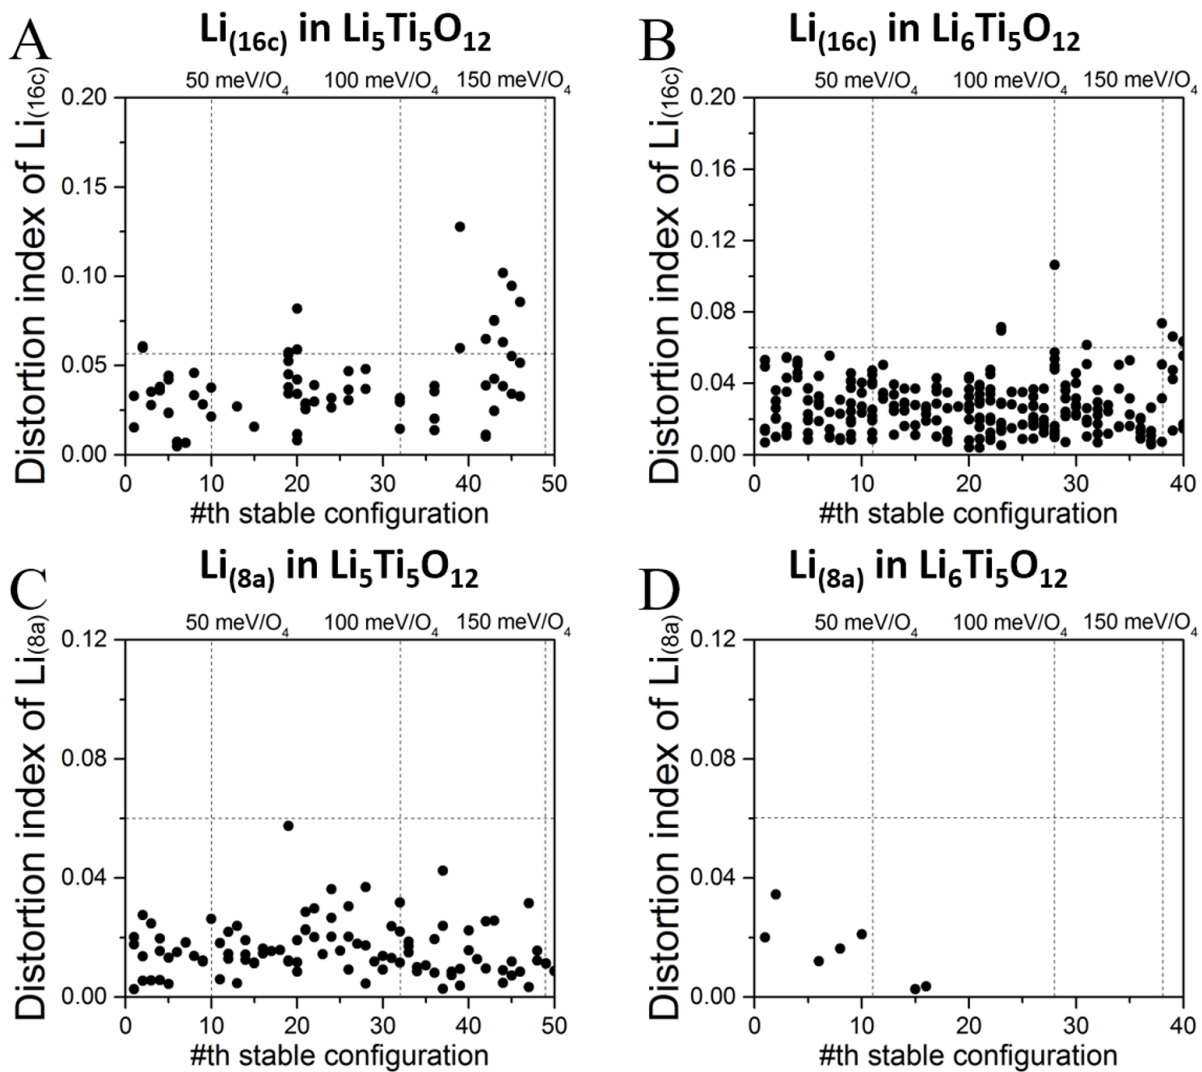 A
Li(16c) in Li5Ti5O12
50 meV/O4 100 meV/O4 150 meV/O4
Distortion index of Li(16c)
0.20
0.15
0.10
0.05
0.00
0 10 20 30 40 50
#th stable configuration
B
Li(16c) in Li6Ti5O12
50 meV/O4 100 meV/O4 150 meV/O4
Distortion index of Li(16c)
0.20
0.16
0.12
0.08
0.04
0.00
0 10 20 30 40
#th stable configuration
C
Li(8a) in Li5Ti5O12
50 meV/O4 100 meV/O4 150 meV/O4
Distortion index of Li(8a)
0.12
0.08
0.04
0.00
0 10 20 30 40 50
#th stable configuration
D
Li(8a) in Li6Ti5O12
50 meV/O4 100 meV/O4 150 meV/O4
Distortion index of Li(8a)
0.12
0.08
0.04
0.00
0 10 20 30 40
#th stable configuration